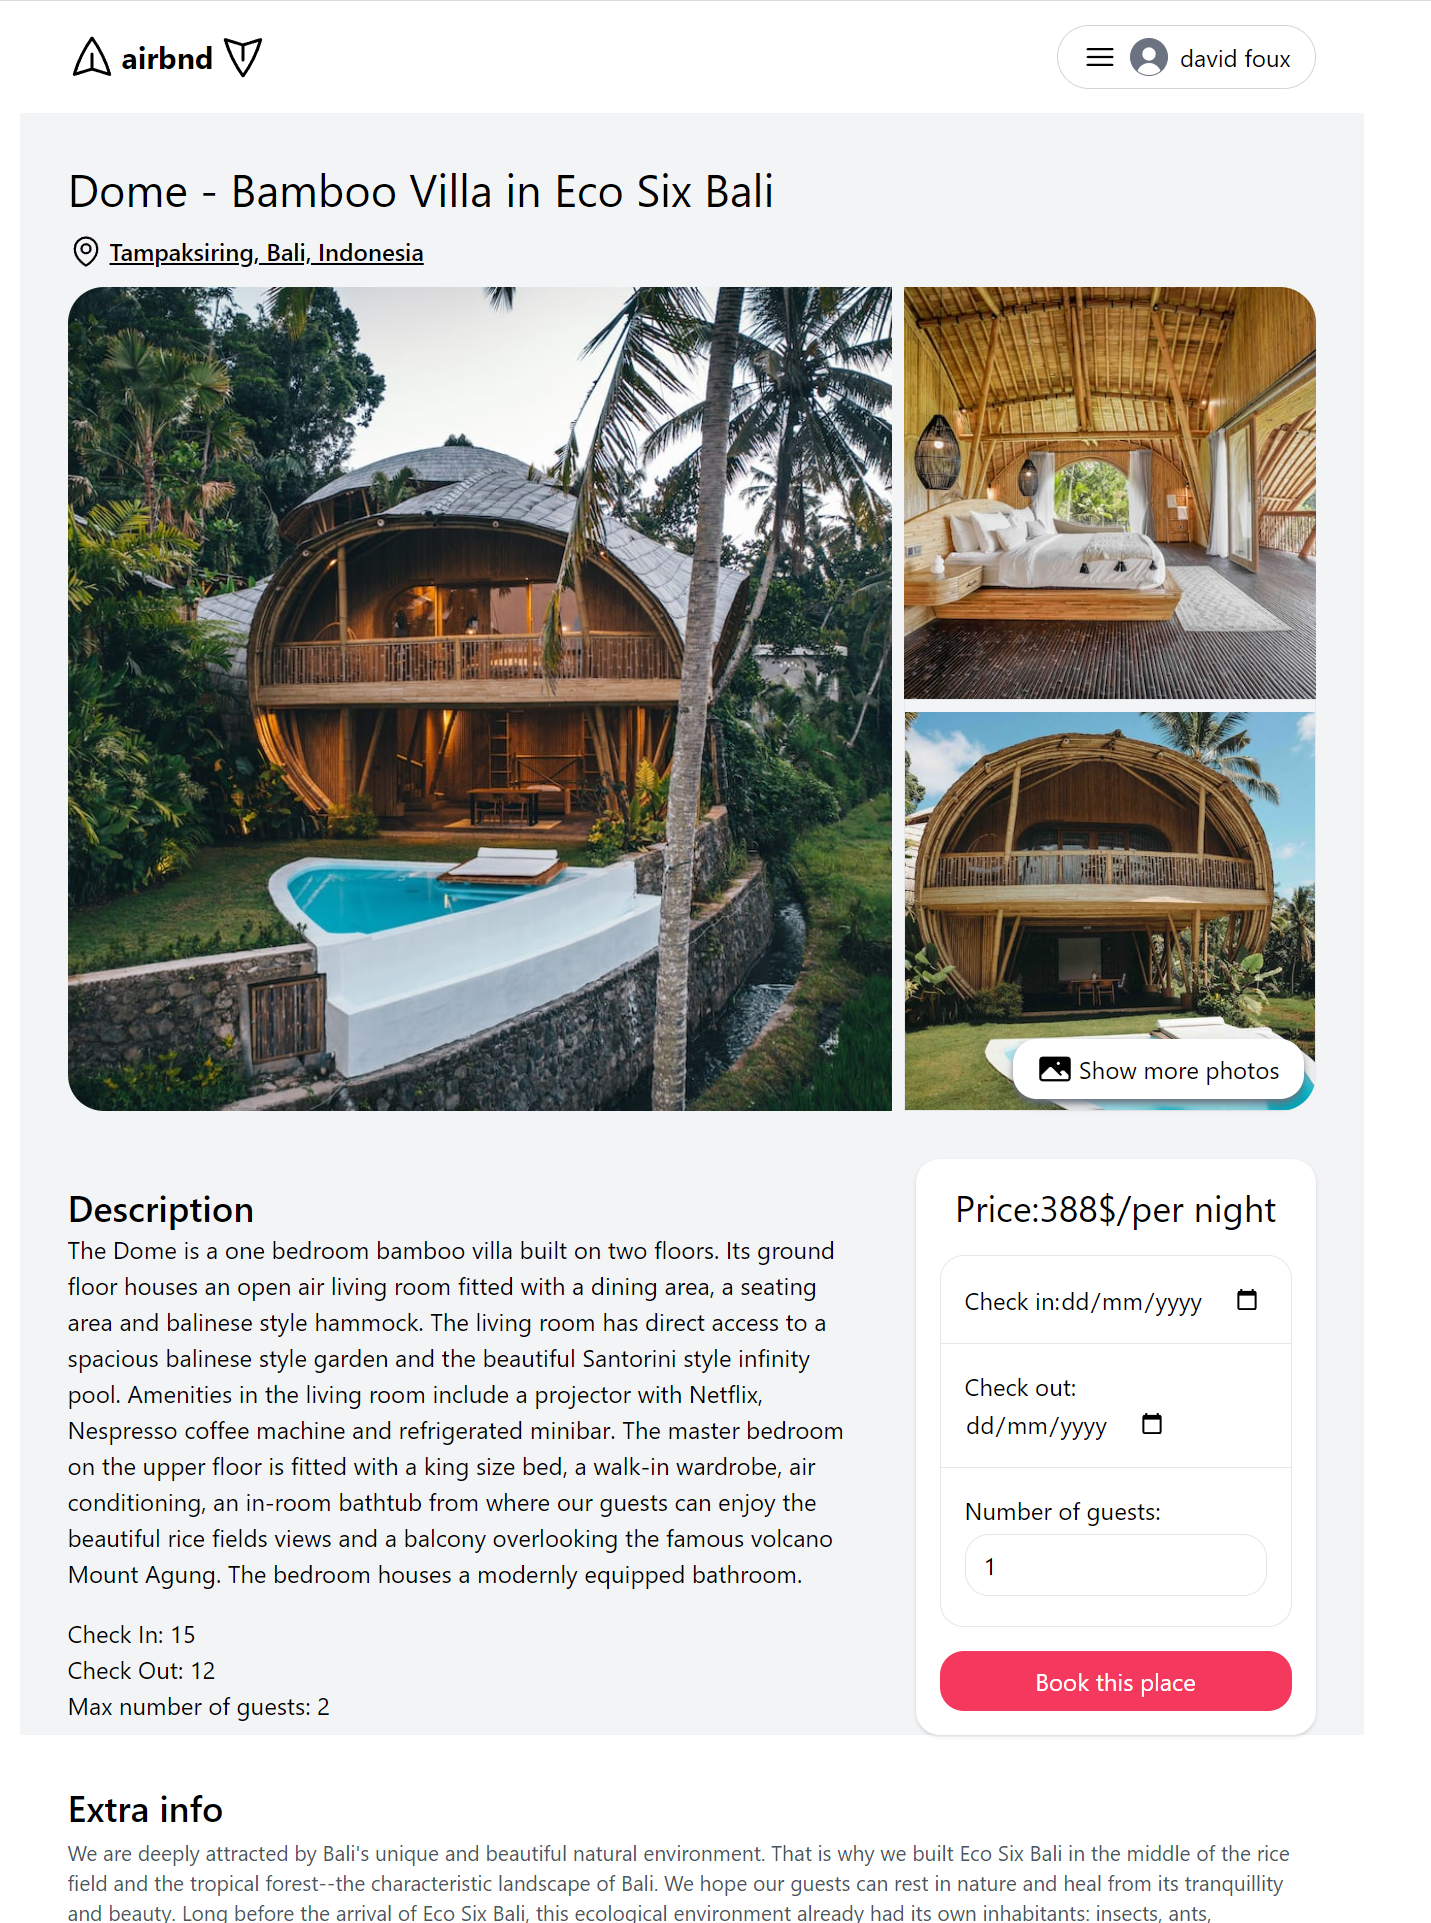 airbnd
david foux
Dome - Bamboo Villa in Eco Six Bali
Tampaksiring, Bali, Indonesia
Show more photos
Description
The Dome is a one bedroom bamboo villa built on two floors. Its ground
floor houses an open air living room fitted with a dining area, a seating
area and balinese style hammock. The living room has direct access to a
spacious balinese style garden and the beautiful Santorini style infinity
pool. Amenities in the living room include a projector with Netflix,
Nespresso coffee machine and refrigerated minibar. The master bedroom
on the upper floor is fitted with a king size bed, a walk-in wardrobe, air
conditioning, an in-room bathtub from where our guests can enjoy the
beautiful rice fields views and a balcony overlooking the famous volcano
Mount Agung. The bedroom houses a modernly equipped bathroom.
Check In: 15
Check Out: 12
Max number of guests: 2
Price:388$/per night
Check in:dd/mm/yyyy
Check out:
dd/mm/yyyy
Number of guests:
1
Book this place
Extra info
We are deeply attracted by Bali's unique and beautiful natural environment. That is why we built Eco Six Bali in the middle of the rice
field and the tropical forest--the characteristic landscape of Bali. We hope our guests can rest in nature and heal from its tranquillity
and beauty. Long before the arrival of Eco Six Bali, this ecological environment already had its own inhabitants: insects, ants,